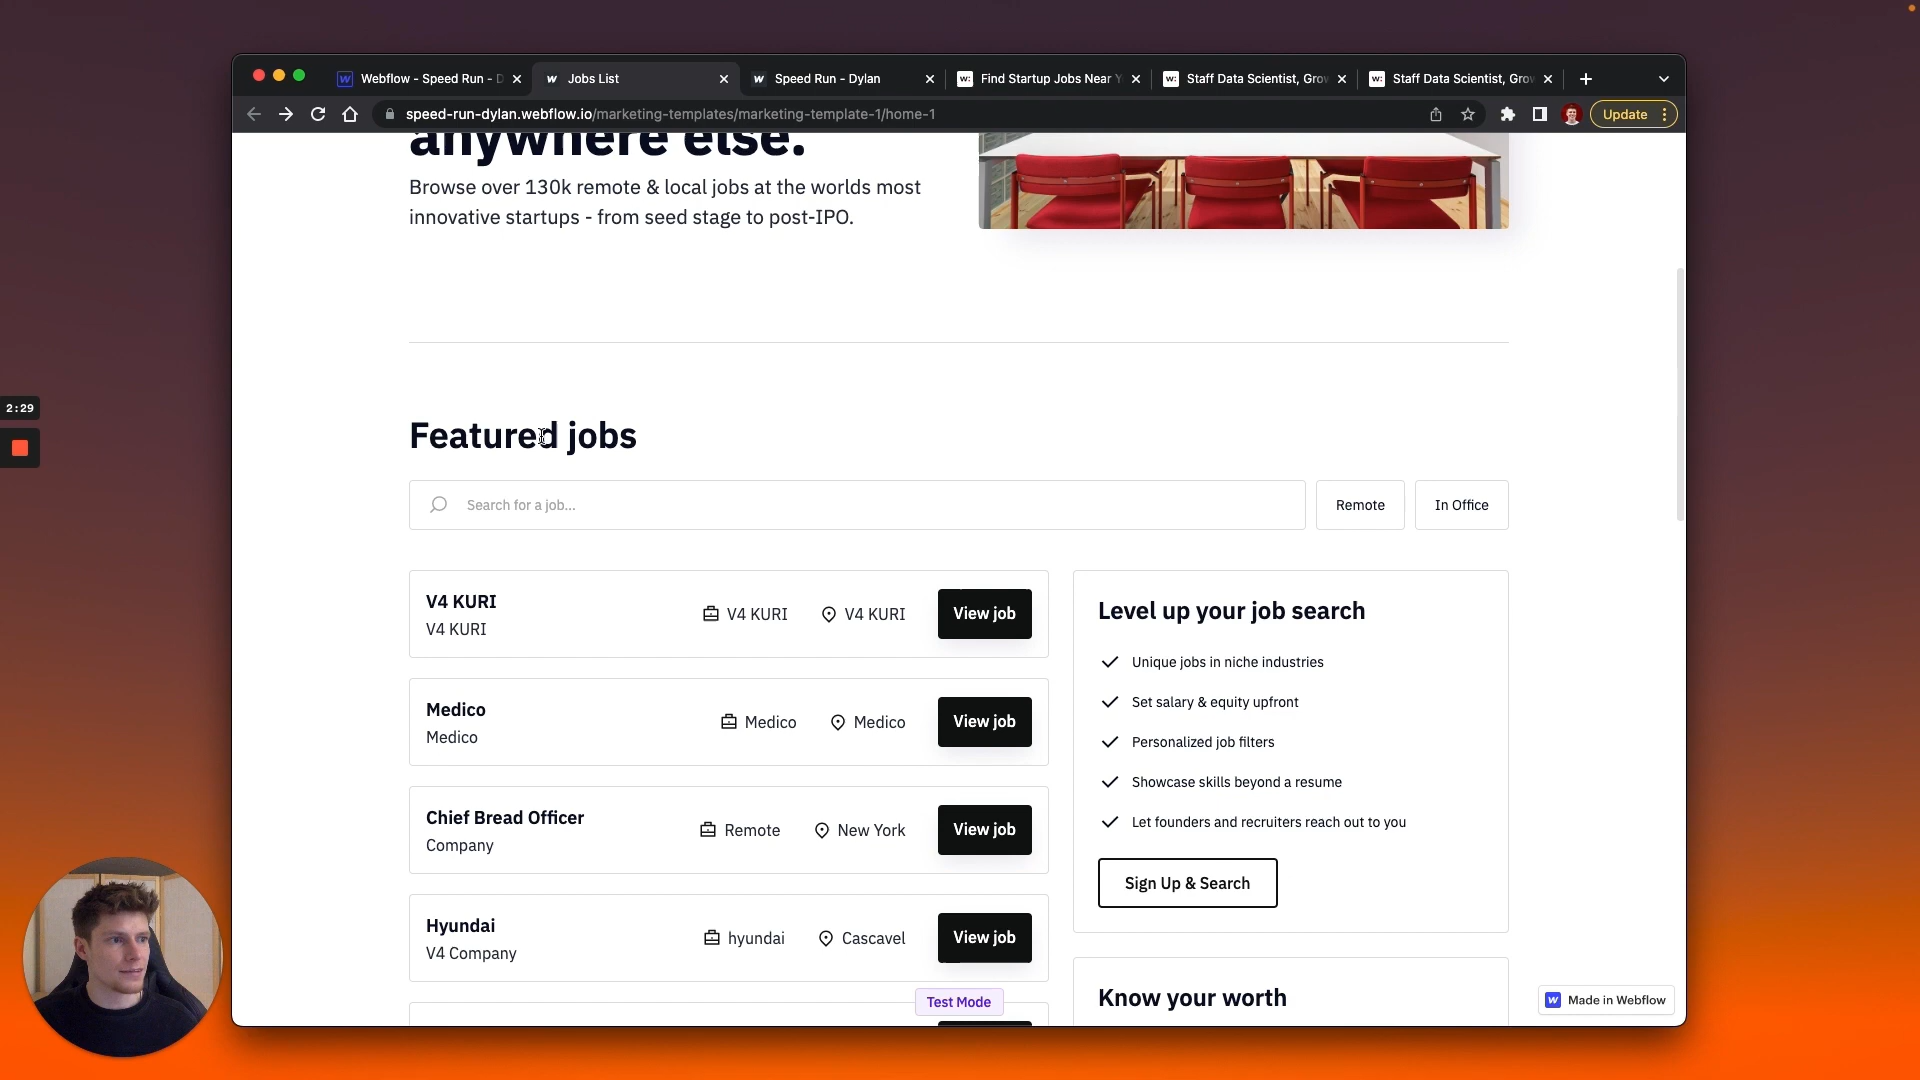 Webflow - Speed Run - D
Jobs List
Speed Run - Dylan
Find Startup Jobs Near Y
Staff Data Scientist, Grow
Staff Data Scientist, Grow
speed-run-dylan.webflow.io/marketing-templates/marketing-template-1/home-1
Update
anywhere else.
Browse over 130k remote & local jobs at the worlds most
innovative startups - from seed stage to post-IPO.
2:29
Featured jobs
Search for a job...
Remote
In Office
V4 KURI
V4 KURI
V4 KURI
V4 KURI
View job
Medico
Medico
Medico
Medico
View job
Chief Bread Officer
Company
Remote
New York
View job
Hyundai
V4 Company
hyundai
Cascavel
View job
Level up your job search
Unique jobs in niche industries
Set salary & equity upfront
Personalized job filters
Showcase skills beyond a resume
Let founders and recruiters reach out to you
Sign Up & Search
Know your worth
Test Mode
Made in Webflow